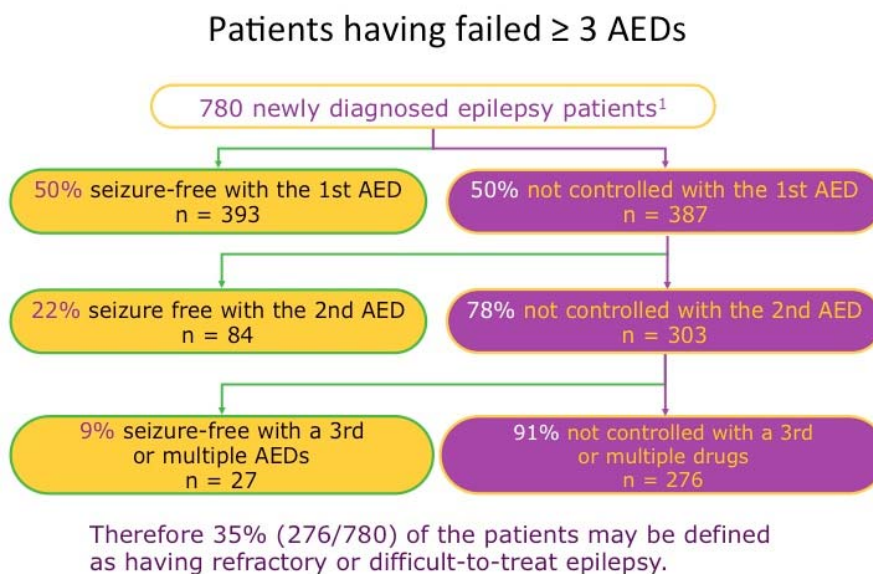 Patients having failed ≥ 3 AEDs
780 newly diagnosed epilepsy patients¹
50% seizure-free with the 1st AED
n = 393
50% not controlled with the 1st AED
n = 387
22% seizure free with the 2nd AED
n = 84
78% not controlled with the 2nd AED
n = 303
9% seizure-free with a 3rd
or multiple AEDs
n = 27
91% not controlled with a 3rd
or multiple drugs
n = 276
Therefore 35% (276/780) of the patients may be defined
as having refractory or difficult-to-treat epilepsy.